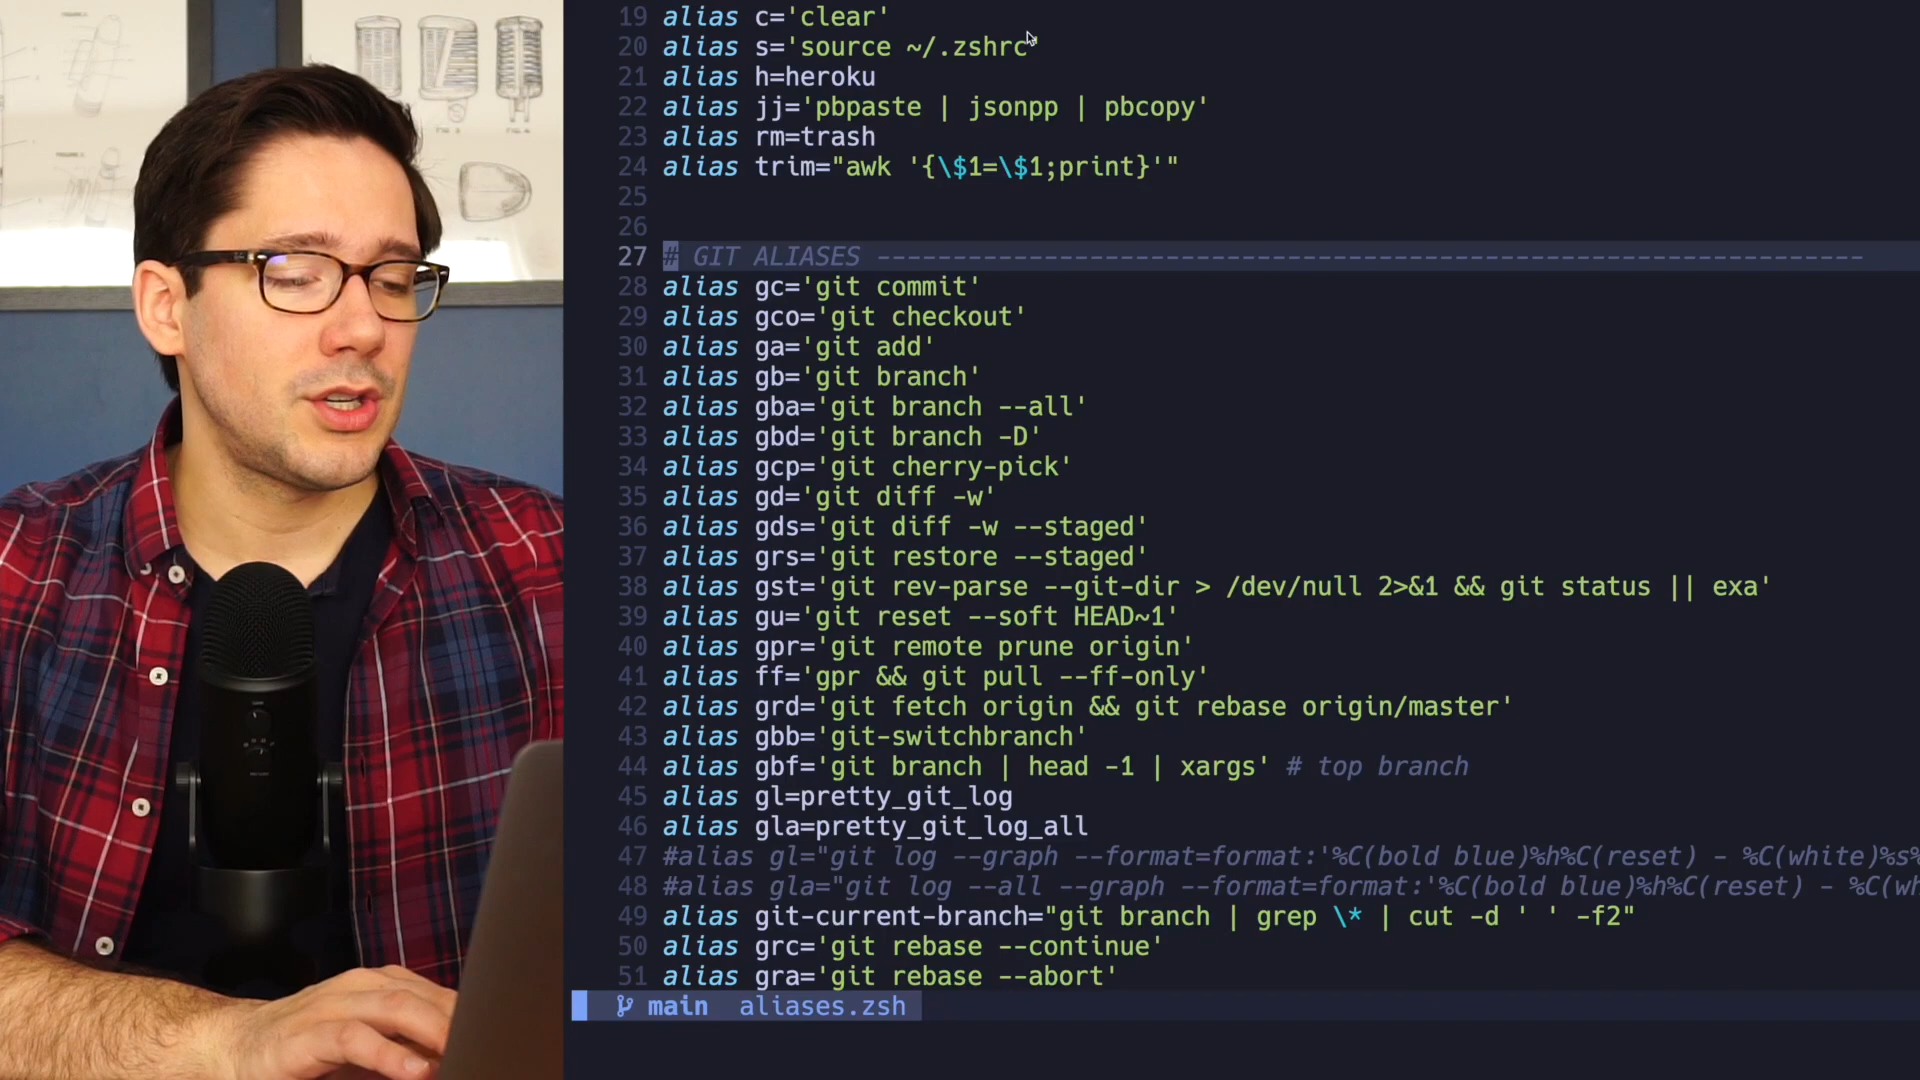 19 alias c='clear'
20 alias s='source ~/.zshrc'
21 alias h=heroku
22 alias jj='pbpaste | jsonpp | pbcopy'
23 alias rm=trash
24 alias trim="awk '{\$1=\$1;print}'"
25
26
27 # GIT ALIASES -----------------------------------------------------------------
28 alias gc='git commit'
29 alias gco='git checkout'
30 alias ga='git add'
31 alias gb='git branch'
32 alias gba='git branch --all'
33 alias gbd='git branch -D'
34 alias gcp='git cherry-pick'
35 alias gd='git diff -w'
36 alias gds='git diff -w --staged'
37 alias grs='git restore --staged'
38 alias gst='git rev-parse --git-dir > /dev/null 2>&1 && git status || exa'
39 alias gu='git reset --soft HEAD~1'
40 alias gpr='git remote prune origin'
41 alias ff='gpr && git pull --ff-only'
42 alias grd='git fetch origin && git rebase origin/master'
43 alias gbb='git-switchbranch'
44 alias gbf='git branch | head -1 | xargs' # top branch
45 alias gl=pretty_git_log
46 alias gla=pretty_git_log_all
47 #alias gl="git log --graph --format=format:'%C(bold blue)%h%C(reset) - %C(white)%s%
48 #alias gla="git log --all --graph --format=format:'%C(bold blue)%h%C(reset) - %C(wh
49 alias git-current-branch="git branch | grep \* | cut -d ' ' -f2"
50 alias grc='git rebase --continue'
51 alias gra='git rebase --abort'
main aliases.zsh